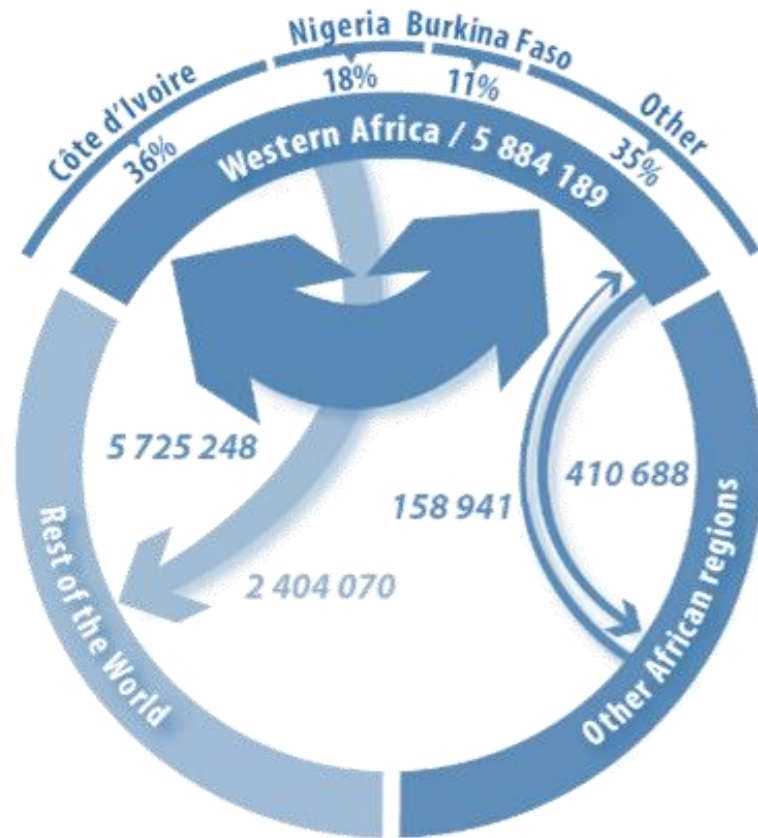 Côte d'Ivoire
36%
Nigeria
18%
Burkina Faso
11%
Other
35%
Western Africa / 5 884 189
5 725 248
158 941
410 688
2 404 070
Rest of the World
Other African regions